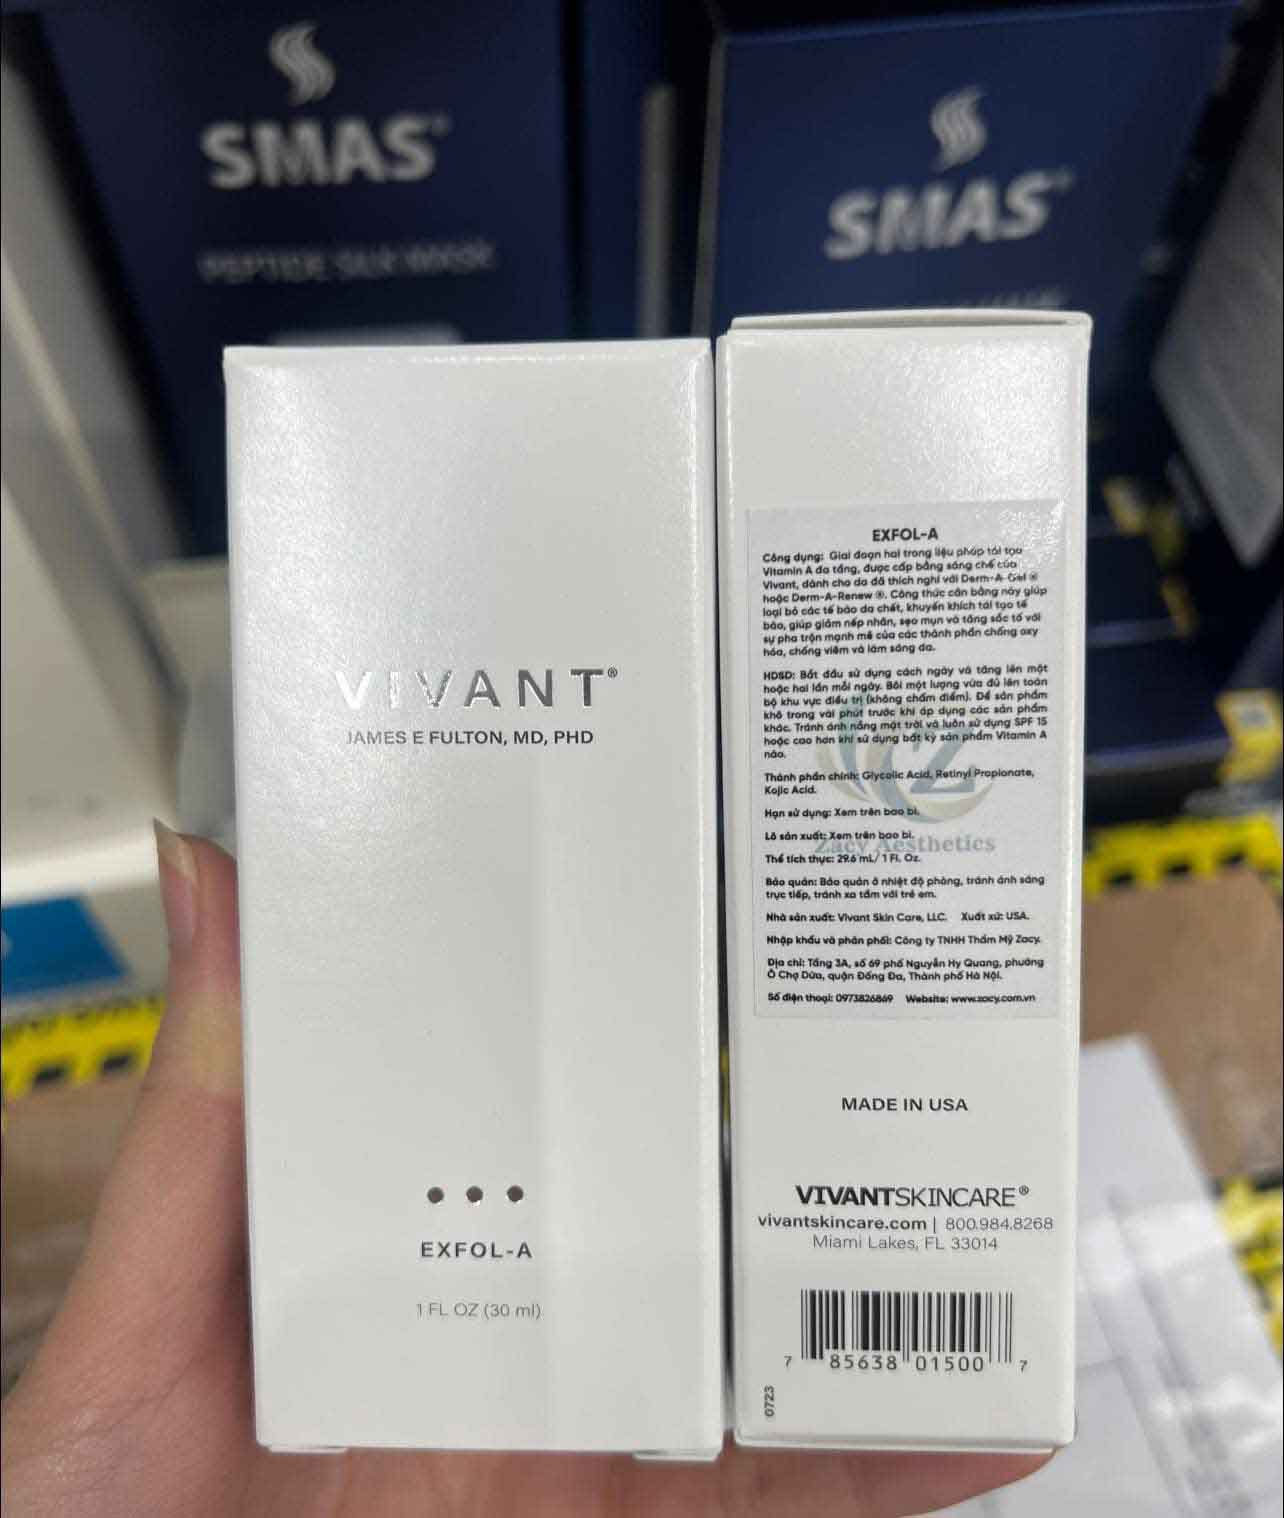 SMAS®
PEPTIDE SILK MASK
SMAS®
VIVANT®
JAMES E FULTON, MD, PHD
EXFOL-A
1 FL OZ (30 ml)
EXFOL-A
Công dụng: Giai đoạn hai trong liệu pháp tái tạo
Vitamin A đa tầng, được cấp bằng sáng chế của
Vivant, dành cho da đã thích nghi với Derm-A-Gel ®
hoặc Derm-A-Renew ®. Công thức cân bằng này giúp
loại bỏ các tế bào da chết, khuyến khích tái tạo tế
bào, giúp giảm nếp nhăn, sẹo mụn và tăng sắc tố với
sự pha trộn mạnh mẽ của các thành phần chống oxy
hóa, chống viêm và làm sáng da.
HDSD: Bắt đầu sử dụng cách ngày và tăng lên một
hoặc hai lần mỗi ngày. Bôi một lượng vừa đủ lên toàn
bộ khu vực điều trị (không chấm điểm). Để sản phẩm
khô trong vài phút trước khi áp dụng các sản phẩm
khác. Tránh ánh nắng mặt trời và luôn sử dụng SPF 15
hoặc cao hơn khi sử dụng bất kỳ sản phẩm Vitamin A
nào.
Thành phần chính: Glycolic Acid, Retinyl Propionate,
Kojic Acid.
Hạn sử dụng: Xem trên bao bì.
Lô sản xuất: Xem trên bao bì.
Zacy Aesthetics
Thể tích thực: 29.6 mL/ 1 Fl. Oz.
Bảo quản: Bảo quản ở nhiệt độ phòng, tránh ánh sáng
trực tiếp, tránh xa tầm với trẻ em.
Nhà sản xuất: Vivant Skin Care, LLC. Xuất xứ: USA.
Nhập khẩu và phân phối: Công ty TNHH Thẩm Mỹ Zacy.
Địa chỉ: Tầng 3A, số 69 phố Nguyễn Hy Quang, phường
Ô Chợ Dừa, quận Đống Đa, Thành phố Hà Nội.
Số điện thoại: 0973826869 Website: www.zacy.com.vn
MADE IN USA
VIVANTSKINCARE®
vivantskincare.com | 800.984.8268
Miami Lakes, FL 33014
7 85638 01500 7
0723